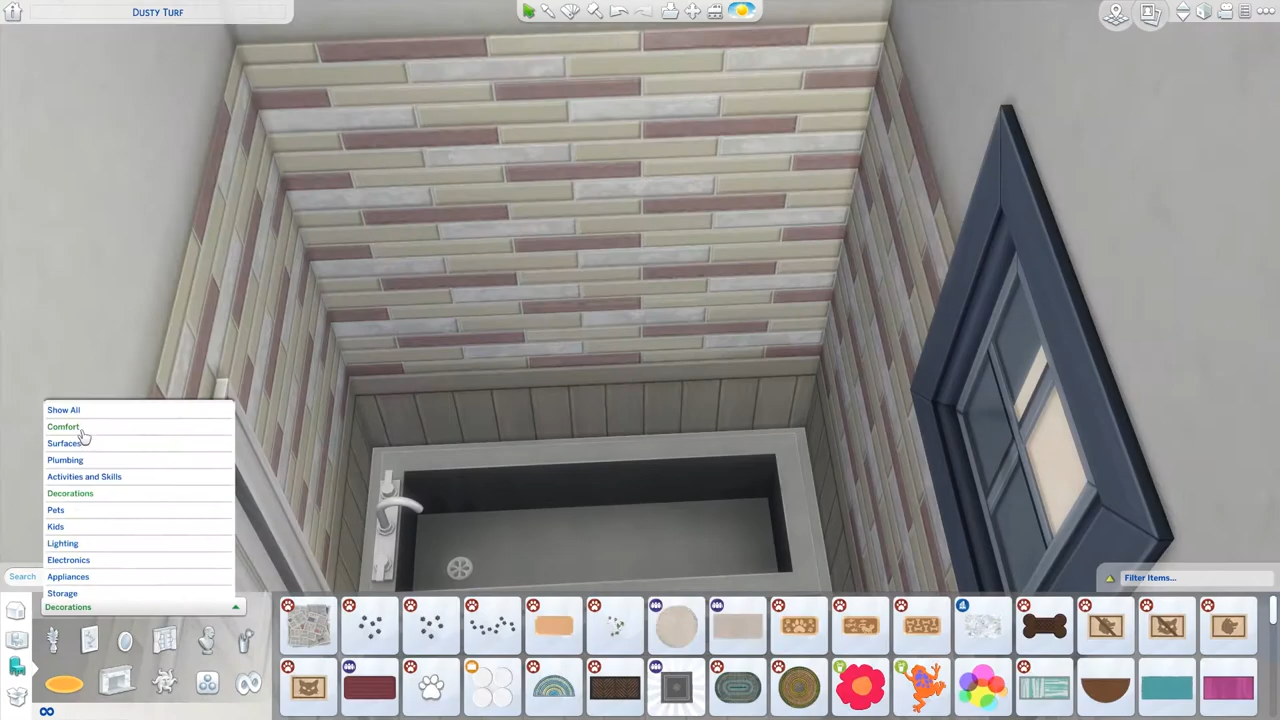 DUSTY TURF
Show All
Comfort
Surfaces
Plumbing
Activities and Skills
Decorations
Pets
Kids
Lighting
Electronics
Appliances
Storage
Search
Decorations
Filter Items...